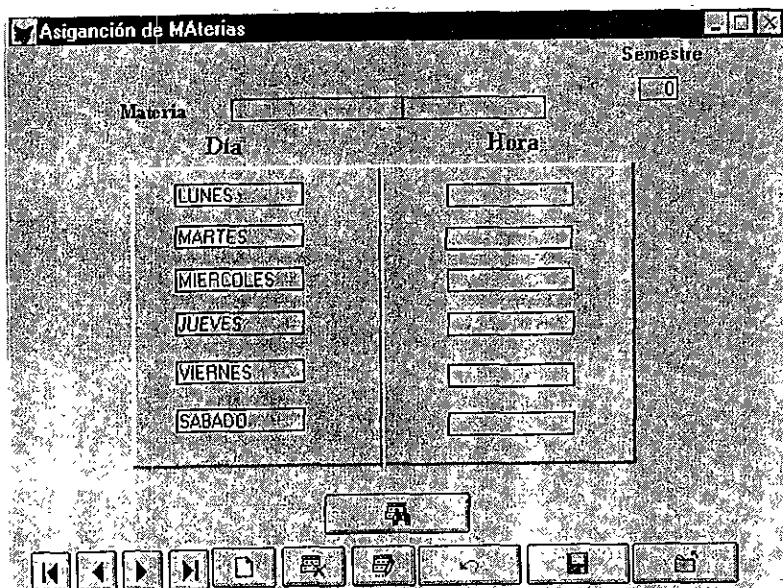 Asiganción de MAterias
Semestre
0
Materia
Día Hora
LUNES
MARTES
MIERCOLES
JUEVES
VIERNES
SABADO